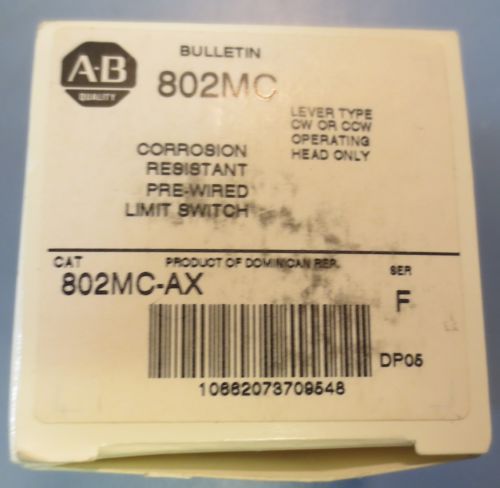 A-B
QUALITY
BULLETIN
802MC
LEVER TYPE
CW OR CCW
OPERATING
HEAD ONLY
CORROSION
RESISTANT
PRE-WIRED
LIMIT SWITCH
CAT
PRODUCT OF DOMINICAN REP.
SER
802MC-AX
F
DP05
10662073709548